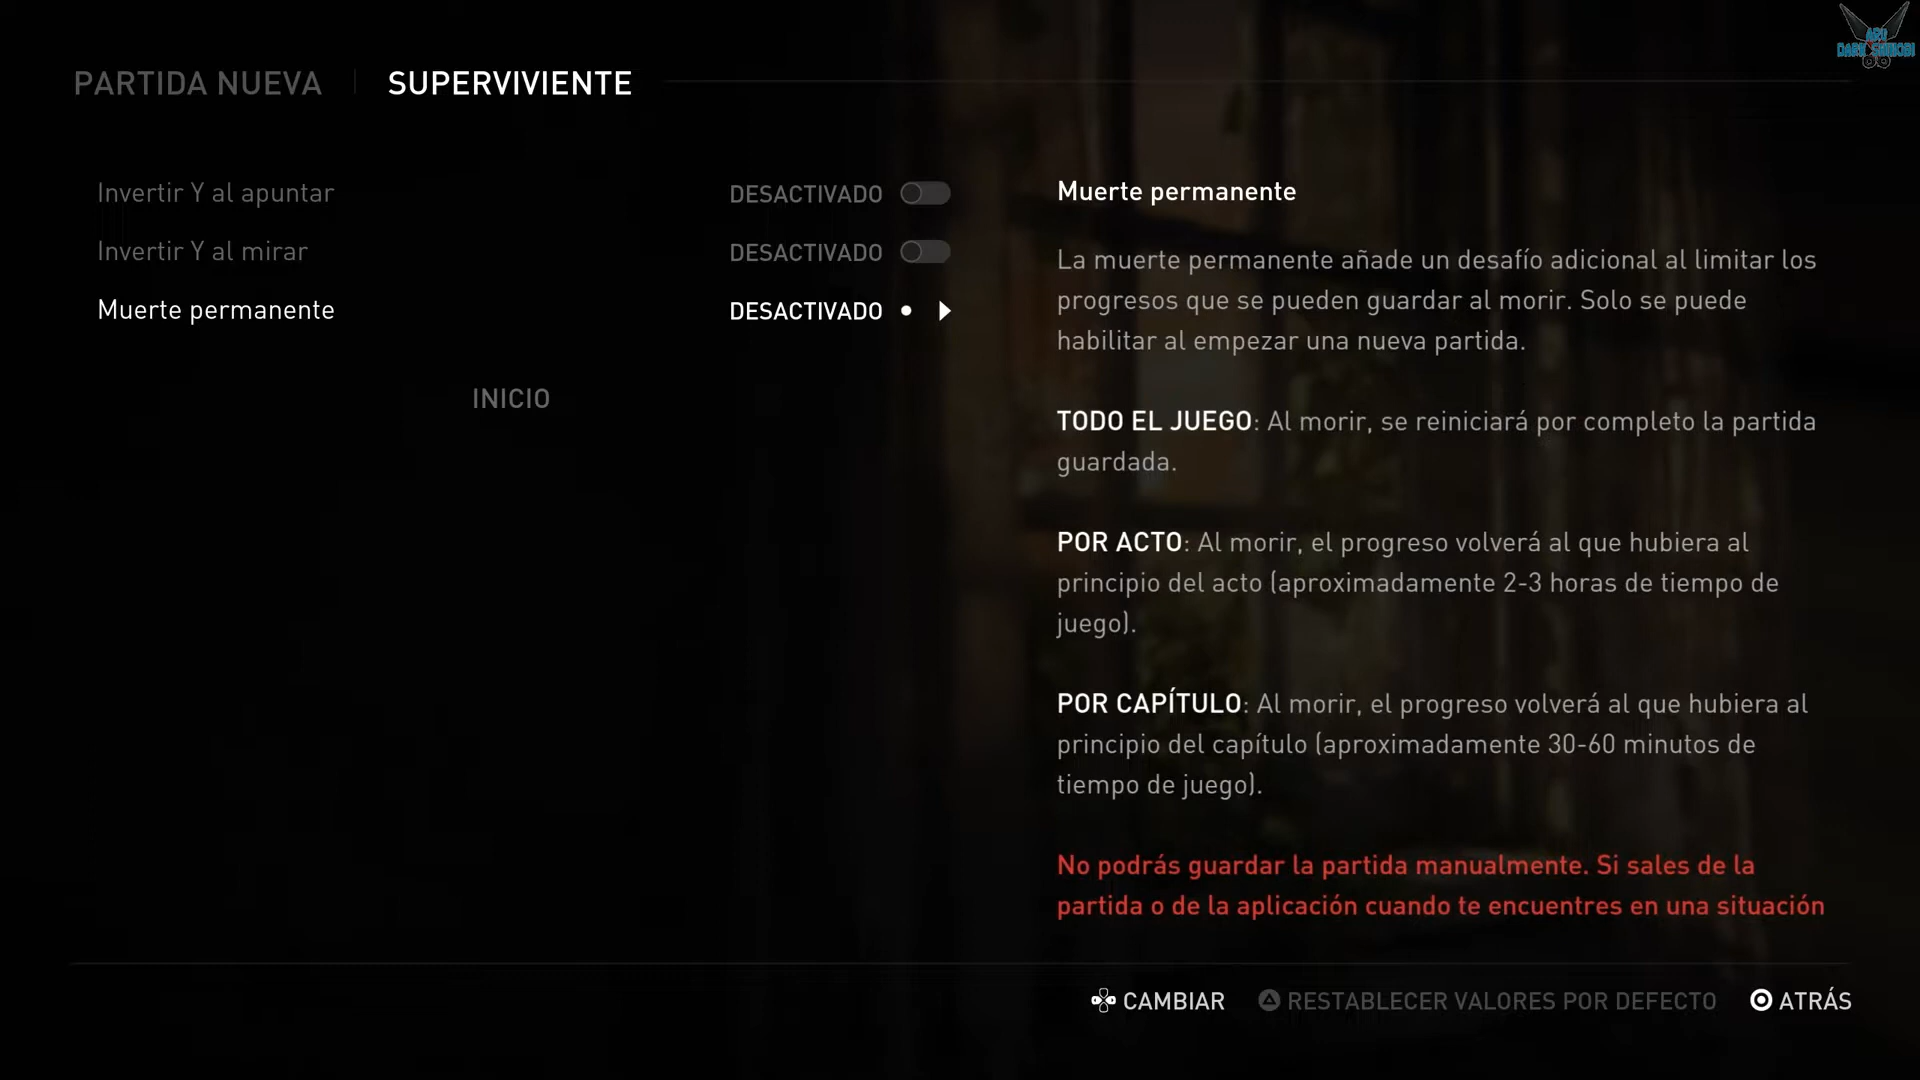 PARTIDA NUEVA
SUPERVIVIENTE
Invertir Y al apuntar
DESACTIVADO
Invertir Y al mirar
DESACTIVADO
Muerte permanente
DESACTIVADO
INICIO
Muerte permanente
La muerte permanente añade un desafío adicional al limitar los
progresos que se pueden guardar al morir. Solo se puede
habilitar al empezar una nueva partida.
TODO EL JUEGO: Al morir, se reiniciará por completo la partida
guardada.
POR ACTO: Al morir, el progreso volverá al que hubiera al
principio del acto (aproximadamente 2-3 horas de tiempo de
juego).
POR CAPÍTULO: Al morir, el progreso volverá al que hubiera al
principio del capítulo (aproximadamente 30-60 minutos de
tiempo de juego).
No podrás guardar la partida manualmente. Si sales de la
partida o de la aplicación cuando te encuentres en una situación
CAMBIAR
RESTABLECER VALORES POR DEFECTO
ATRÁS